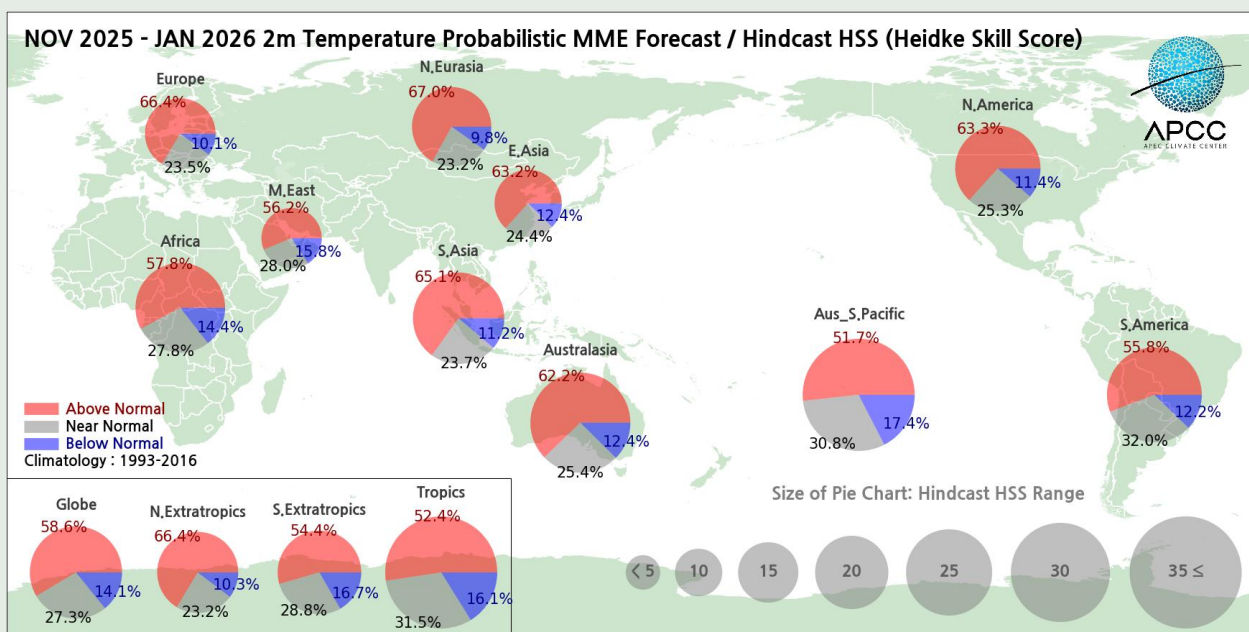 NOV 2025 - JAN 2026 2m Temperature Probabilistic MME Forecast / Hindcast HSS (Heidke Skill Score)
APCC
APEC CLIMATE CENTER
Europe
66.4%
10.1%
23.5%
N.Eurasia
67.0%
9.8%
23.2%
E.Asia
63.2%
12.4%
24.4%
N.America
63.3%
11.4%
25.3%
M.East
56.2%
15.8%
28.0%
Africa
57.8%
14.4%
27.8%
S.Asia
65.1%
11.2%
23.7%
Australasia
62.2%
12.4%
25.4%
Aus_S.Pacific
51.7%
17.4%
30.8%
S.America
55.8%
12.2%
32.0%
Above Normal
Near Normal
Below Normal
Climatology : 1993-2016
Globe
58.6%
14.1%
27.3%
N.Extratropics
66.4%
10.3%
23.2%
S.Extratropics
54.4%
16.7%
28.8%
Tropics
52.4%
16.1%
31.5%
Size of Pie Chart: Hindcast HSS Range
< 5
10
15
20
25
30
35 ≤